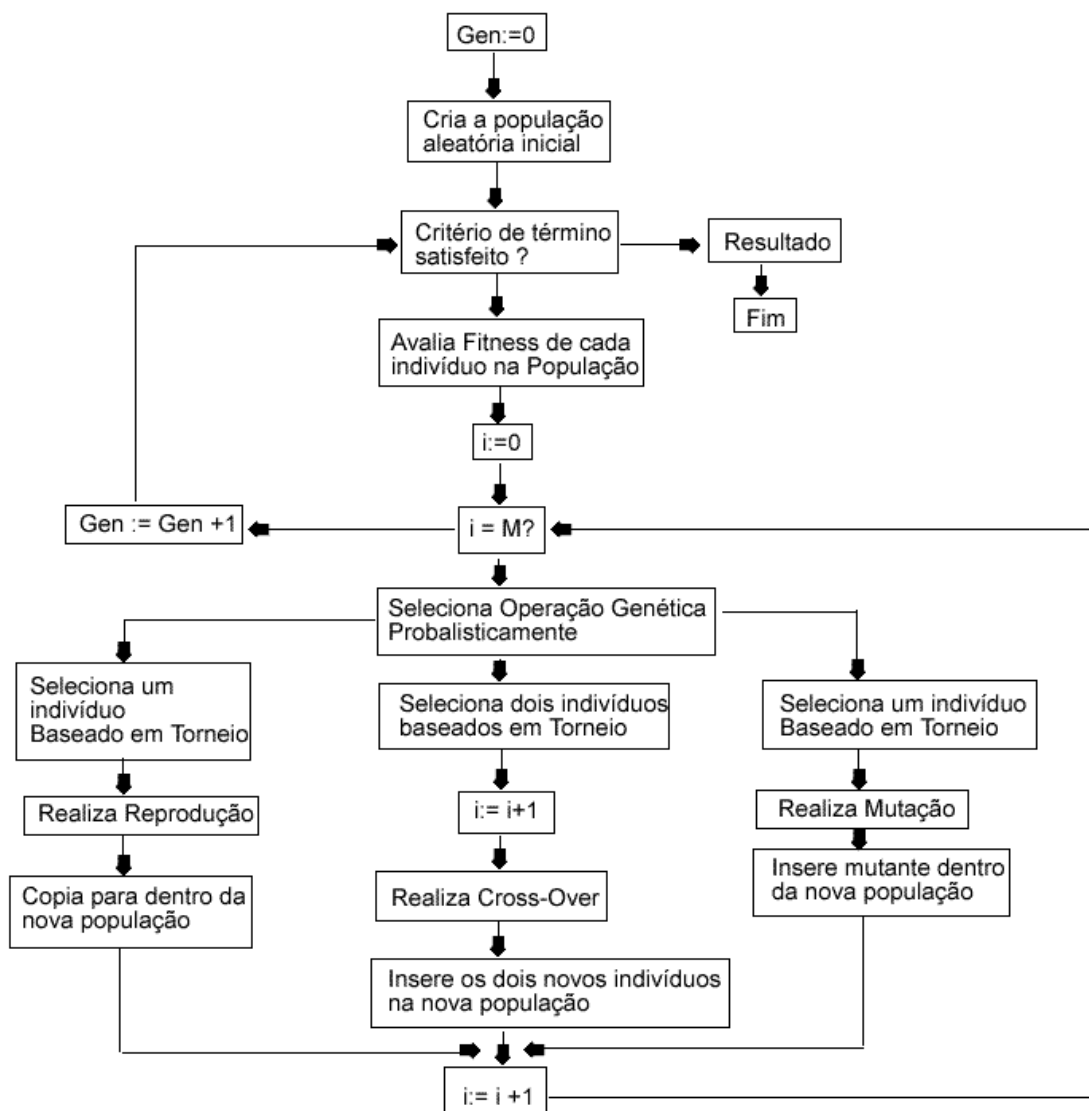 Gen:=0
Cria a população
aleatória inicial
Critério de término
satisfeito ?
Resultado
Fim
Avalia Fitness de cada
indivíduo na População
i:=0
Gen := Gen +1
i = M?
Seleciona Operação Genética
Probalisticamente
Seleciona um
indivíduo
Baseado em Torneio
Realiza Reprodução
Copia para dentro da
nova população
Seleciona dois indivíduos
baseados em Torneio
i:= i+1
Realiza Cross-Over
Insere os dois novos indivíduos
na nova população
Seleciona um indivíduo
Baseado em Torneio
Realiza Mutação
Insere mutante dentro
da nova população
i:= i +1